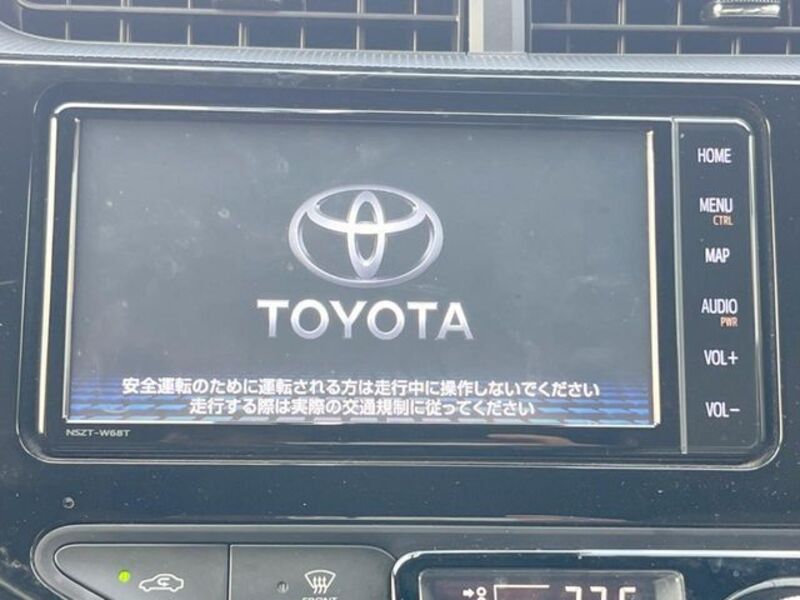 HOME
MENU
CTRL
MAP
AUDIO
PWR
VOL+
VOL-
TOYOTA
安全運転のために運転される方は走行中に操作しないでください
走行する際は実際の交通規制に従ってください
NSZT-W68T
FRONT